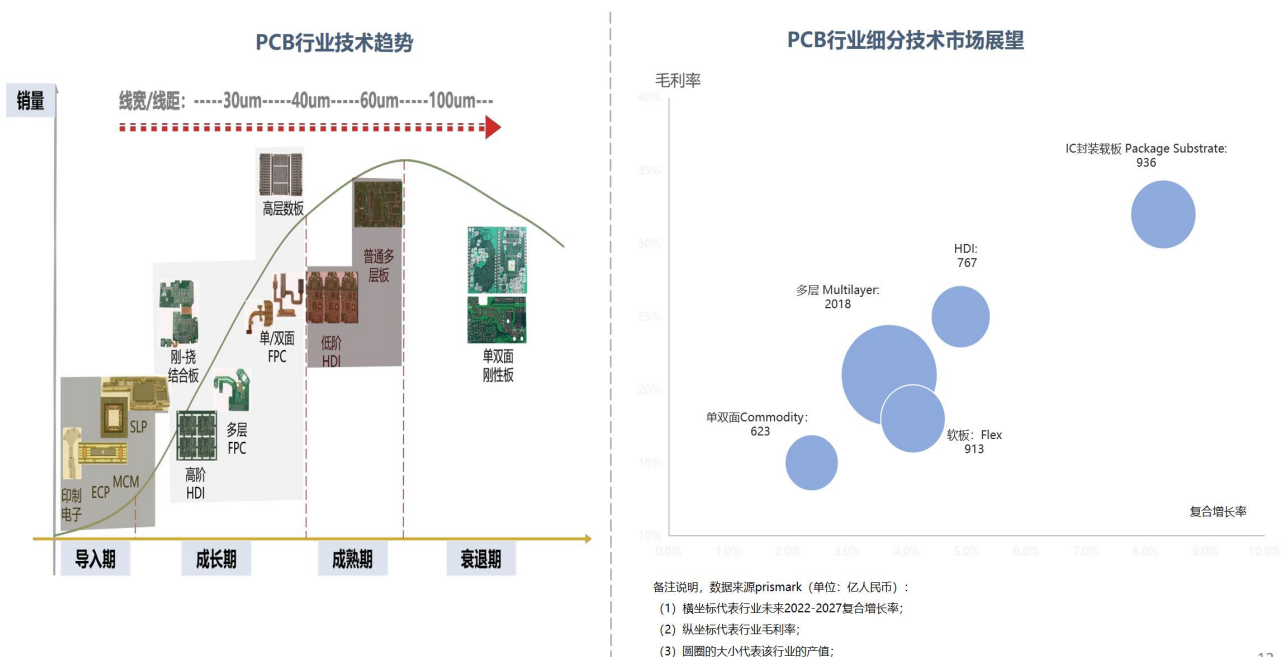 PCB行业技术趋势
销量
线宽/线距：-----30um-----40um-----60um-----100um---
高层数板
普通多
层板
刚-挠
结合板
单/双面
FPC
低阶
HDI
单双面
刚性板
SLP
多层
FPC
高阶
HDI
MCM
ECP
印制
电子
导入期
成长期
成熟期
衰退期
PCB行业细分技术市场展望
毛利率
40%
35%
30%
25%
20%
15%
10%
IC封装载板 Package Substrate:
936
HDI:
767
多层 Multilayer:
2018
单双面Commodity：
623
软板：Flex
913
复合增长率
0.0%
1.0%
2.0%
3.0%
4.0%
5.0%
6.0%
7.0%
8.0%
9.0%
10.0%
备注说明，数据来源prismark（单位：亿人民币）：
（1）横坐标代表行业未来2022-2027复合增长率；
（2）纵坐标代表行业毛利率；
（3）圆圈的大小代表该行业的产值；